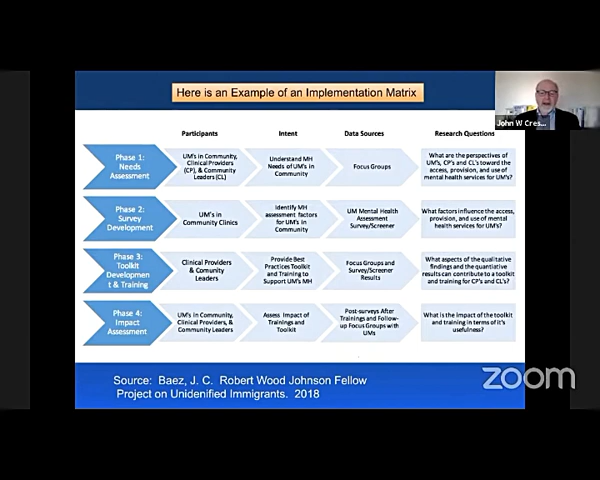 Here is an Example of an Implementation Matrix
John W Cres...
Participants
Intent
Data Sources
Research Questions
Phase 1:
Needs
Assessment
UM's in Community,
Clinical Providers
(CP), & Community
Leaders (CL)
Understand MH
Needs of UM's in
Community
Focus Groups
What are the perspectives of
UM's, CP's and CL's toward the
access, provision, and use of
mental health services for UM's?
Phase 2:
Survey
Development
UM's in
Community Clinics
Identify MH
assessment factors
for UM's in
Community
UM Mental Health
Assessment
Survey/Screener
What factors influence the access,
provision, and use of mental
health services for UM's?
Phase 3:
Toolkit
Developmen
t & Training
Clinical Providers
& Comunity
Leaders
Provide Best
Practices Toolkit
and Training to
Support UM's MH
Focus Groups and
Survey/Screener
Results
What aspects of the qualitative
findings and the quantiative
results can contribute to a toolkit
and training for CP's and CL's?
Phase 4:
Impact
Assessment
UM's in Community,
Clinical Providers, &
Community Leaders
Assess Impact of
Trainings and
Toolkit
Post-surveys After
Trainings and Follow-
up Focus Groups with
UMs
What is the impact of the toolkit
and training in terms of it's
usefulness?
Source: Baez, J. C. Robert Wood Johnson Fellow
Project on Unidenified Immigrants. 2018
zoom